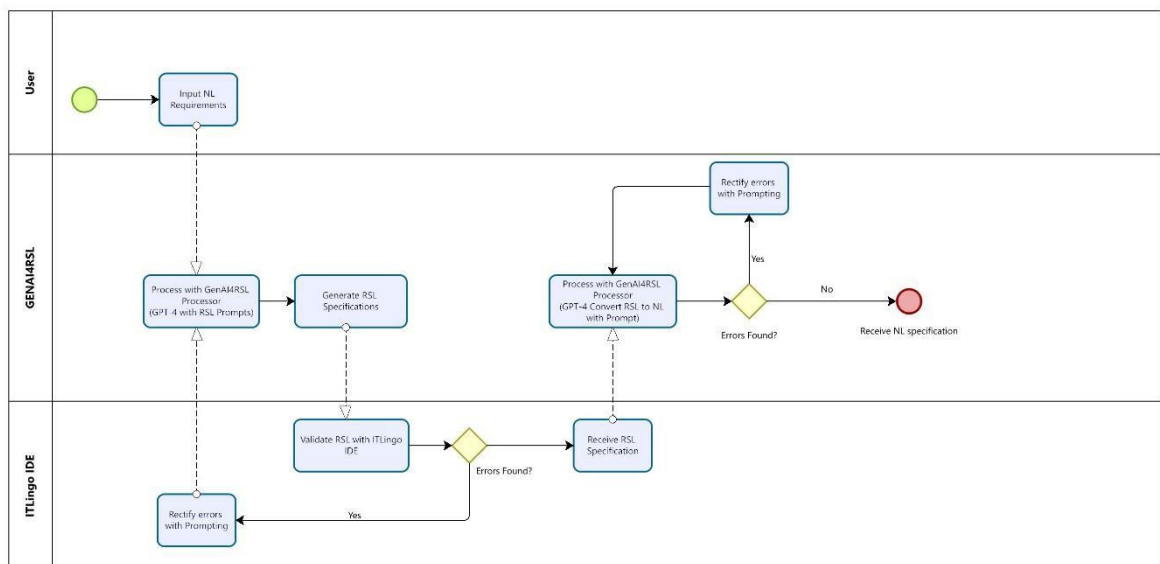 User
Input NL
Requirements
GENAI4RSL
Rectify errors
with Prompting
Yes
Process with GenAI4RSL
Processor
(GPT-4 with RSL Prompts)
Generate RSL
Specifications
Process with GenAI4RSL
Processor
(GPT-4 Convert RSL to NL
with Prompt)
Errors Found?
No
Receive NL specification
ITLingo IDE
Validate RSL with ITLingo
IDE
Errors Found?
Receive RSL
Specification
Yes
Rectify errors
with Prompting